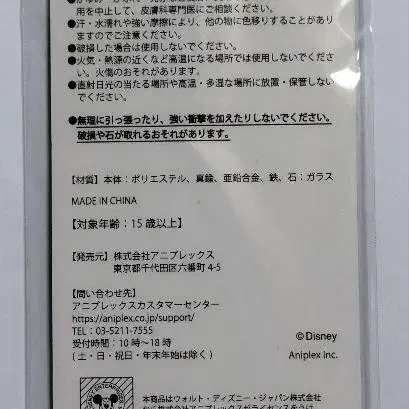 用を中止して、皮膚科専門医にご相談ください。
●汗・水濡れや強い摩擦により、他の物に色移りすることがあり
ますのでご注意ください。
●破損した場合は使用しないでください。
●火気・熱源の近くなど高温になる場所では使用しないでくださ
い。火傷のおそれがあります。
●直射日光の当たる場所や高温・多湿な場所に放置・保管しない
でください。
●無理に引っ張ったり、強い衝撃を加えたりしないでください。
破損や石が取れるおそれがあります。
【材質】本体：ポリエステル、真鍮、亜鉛合金、鉄、石：ガラス
MADE IN CHINA
【対象年齢：15 歳以上】
【発売元】株式会社アニプレックス
東京都千代田区六番町 4-5
【問い合わせ先】
アニプレックスカスタマーセンター
https://aniplex.co.jp/support/
TEL：03-5211-7555
受付時間：10 時〜18 時
(土・日・祝日・年末年始は除く)
©Disney
Aniplex Inc.
本商品はウォルト・ディズニー・ジャパン株式会社